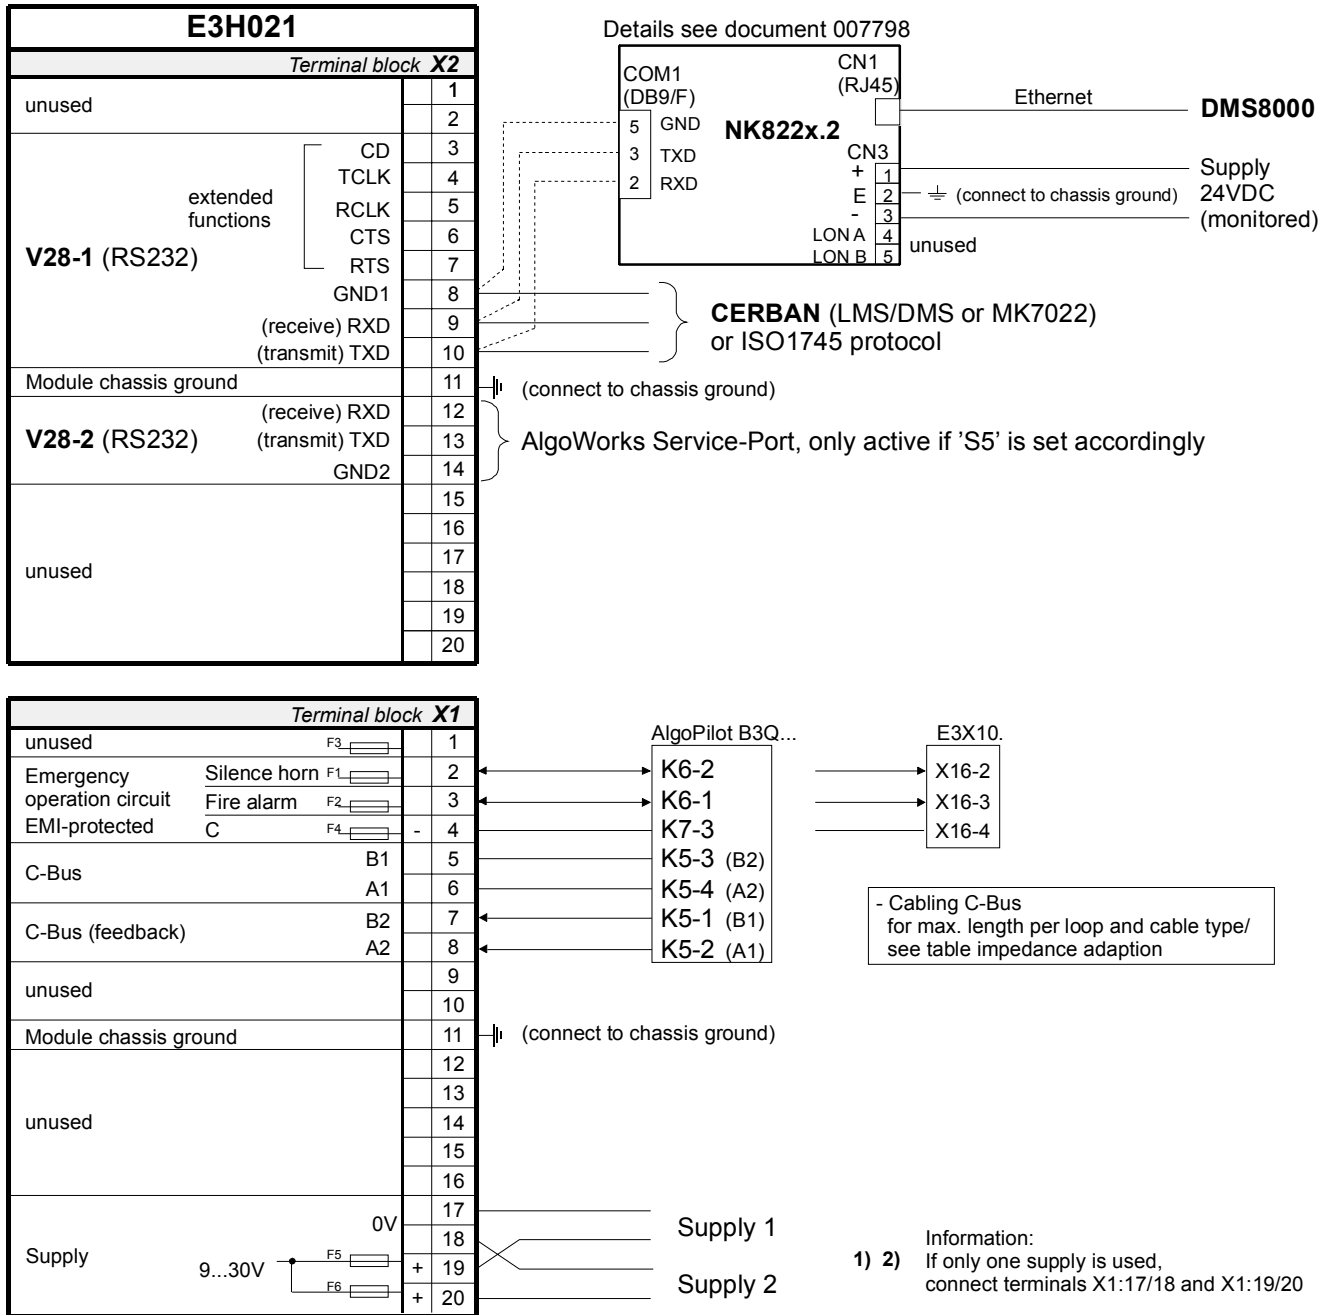 E3H021
Terminal block X2
unused
1
2
CD 3
TCLK 4
extended
functions
RCLK 5
CTS 6
V28-1 (RS232)
RTS 7
GND1 8
(receive) RXD 9
(transmit) TXD 10
Module chassis ground 11
(connect to chassis ground)
(receive) RXD 12
V28-2 (RS232) (transmit) TXD 13
GND2 14
AlgoWorks Service-Port, only active if ’S5’ is set accordingly
15
16
17
unused
18
19
20
Details see document 007798
COM1
(DB9/F)
CN1
(RJ45)
5 GND
NK822x.2
3 TXD
2 RXD
Ethernet
DMS8000
CN3
+ 1
E 2
- 3
LON A 4
LON B 5
(connect to chassis ground)
unused
Supply
24VDC
(monitored)
CERBAN (LMS/DMS or MK7022)
or ISO1745 protocol
Terminal block X1
unused F3 1
Emergency
operation circuit
EMI-protected
Silence horn F1 2
Fire alarm F2 3
C F4 - 4
C-Bus
B1 5
A1 6
C-Bus (feedback)
B2 7
A2 8
unused
9
10
Module chassis ground 11
(connect to chassis ground)
12
13
unused 14
15
16
17
0V
18
Supply
9...30V
F5 + 19
F6 + 20
AlgoPilot B3Q...
K6-2
K6-1
K7-3
K5-3 (B2)
K5-4 (A2)
K5-1 (B1)
K5-2 (A1)
E3X10.
X16-2
X16-3
X16-4
- Cabling C-Bus
for max. length per loop and cable type/
see table impedance adaption
Supply 1
Supply 2
Information:
1) 2) If only one supply is used,
connect terminals X1:17/18 and X1:19/20